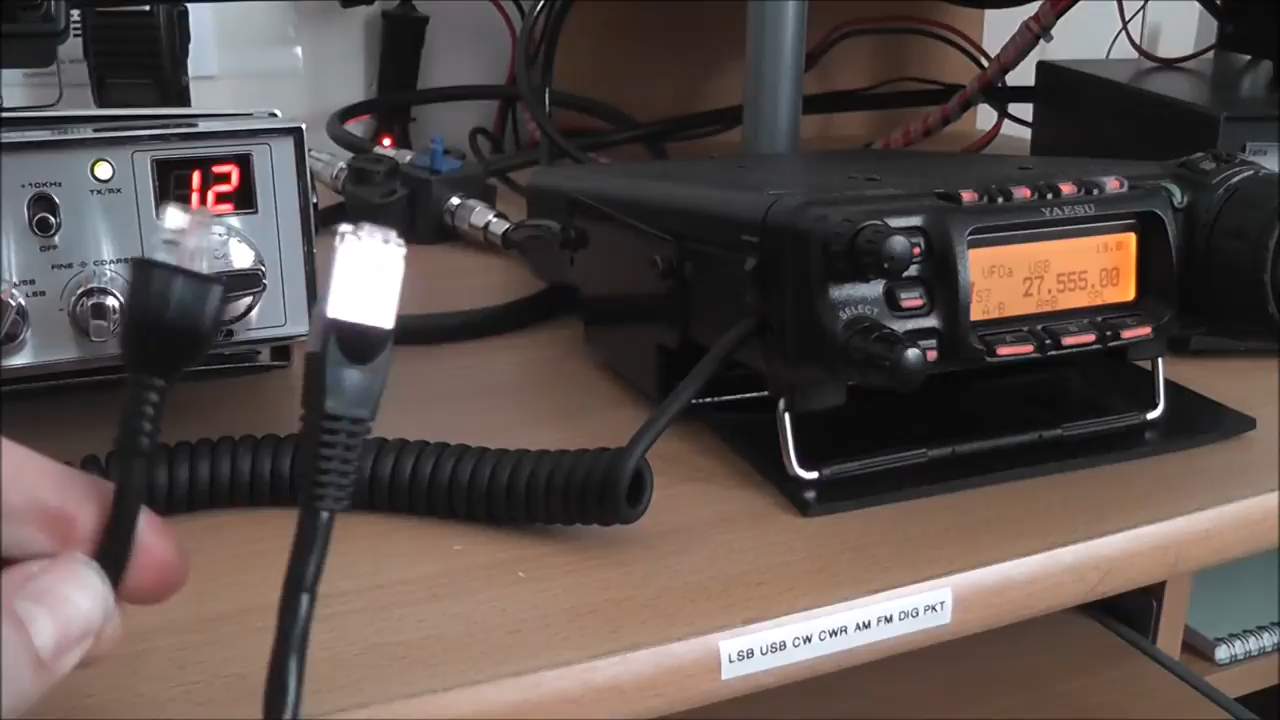 +10KHz
OFF
TX/RX
12
FINE COARSE
USB
LSB
YAESU
VFOa USB
27.555.00
S7
A/B A=B SPL
SELECT
LSB USB CW CWR AM FM DIG PKT